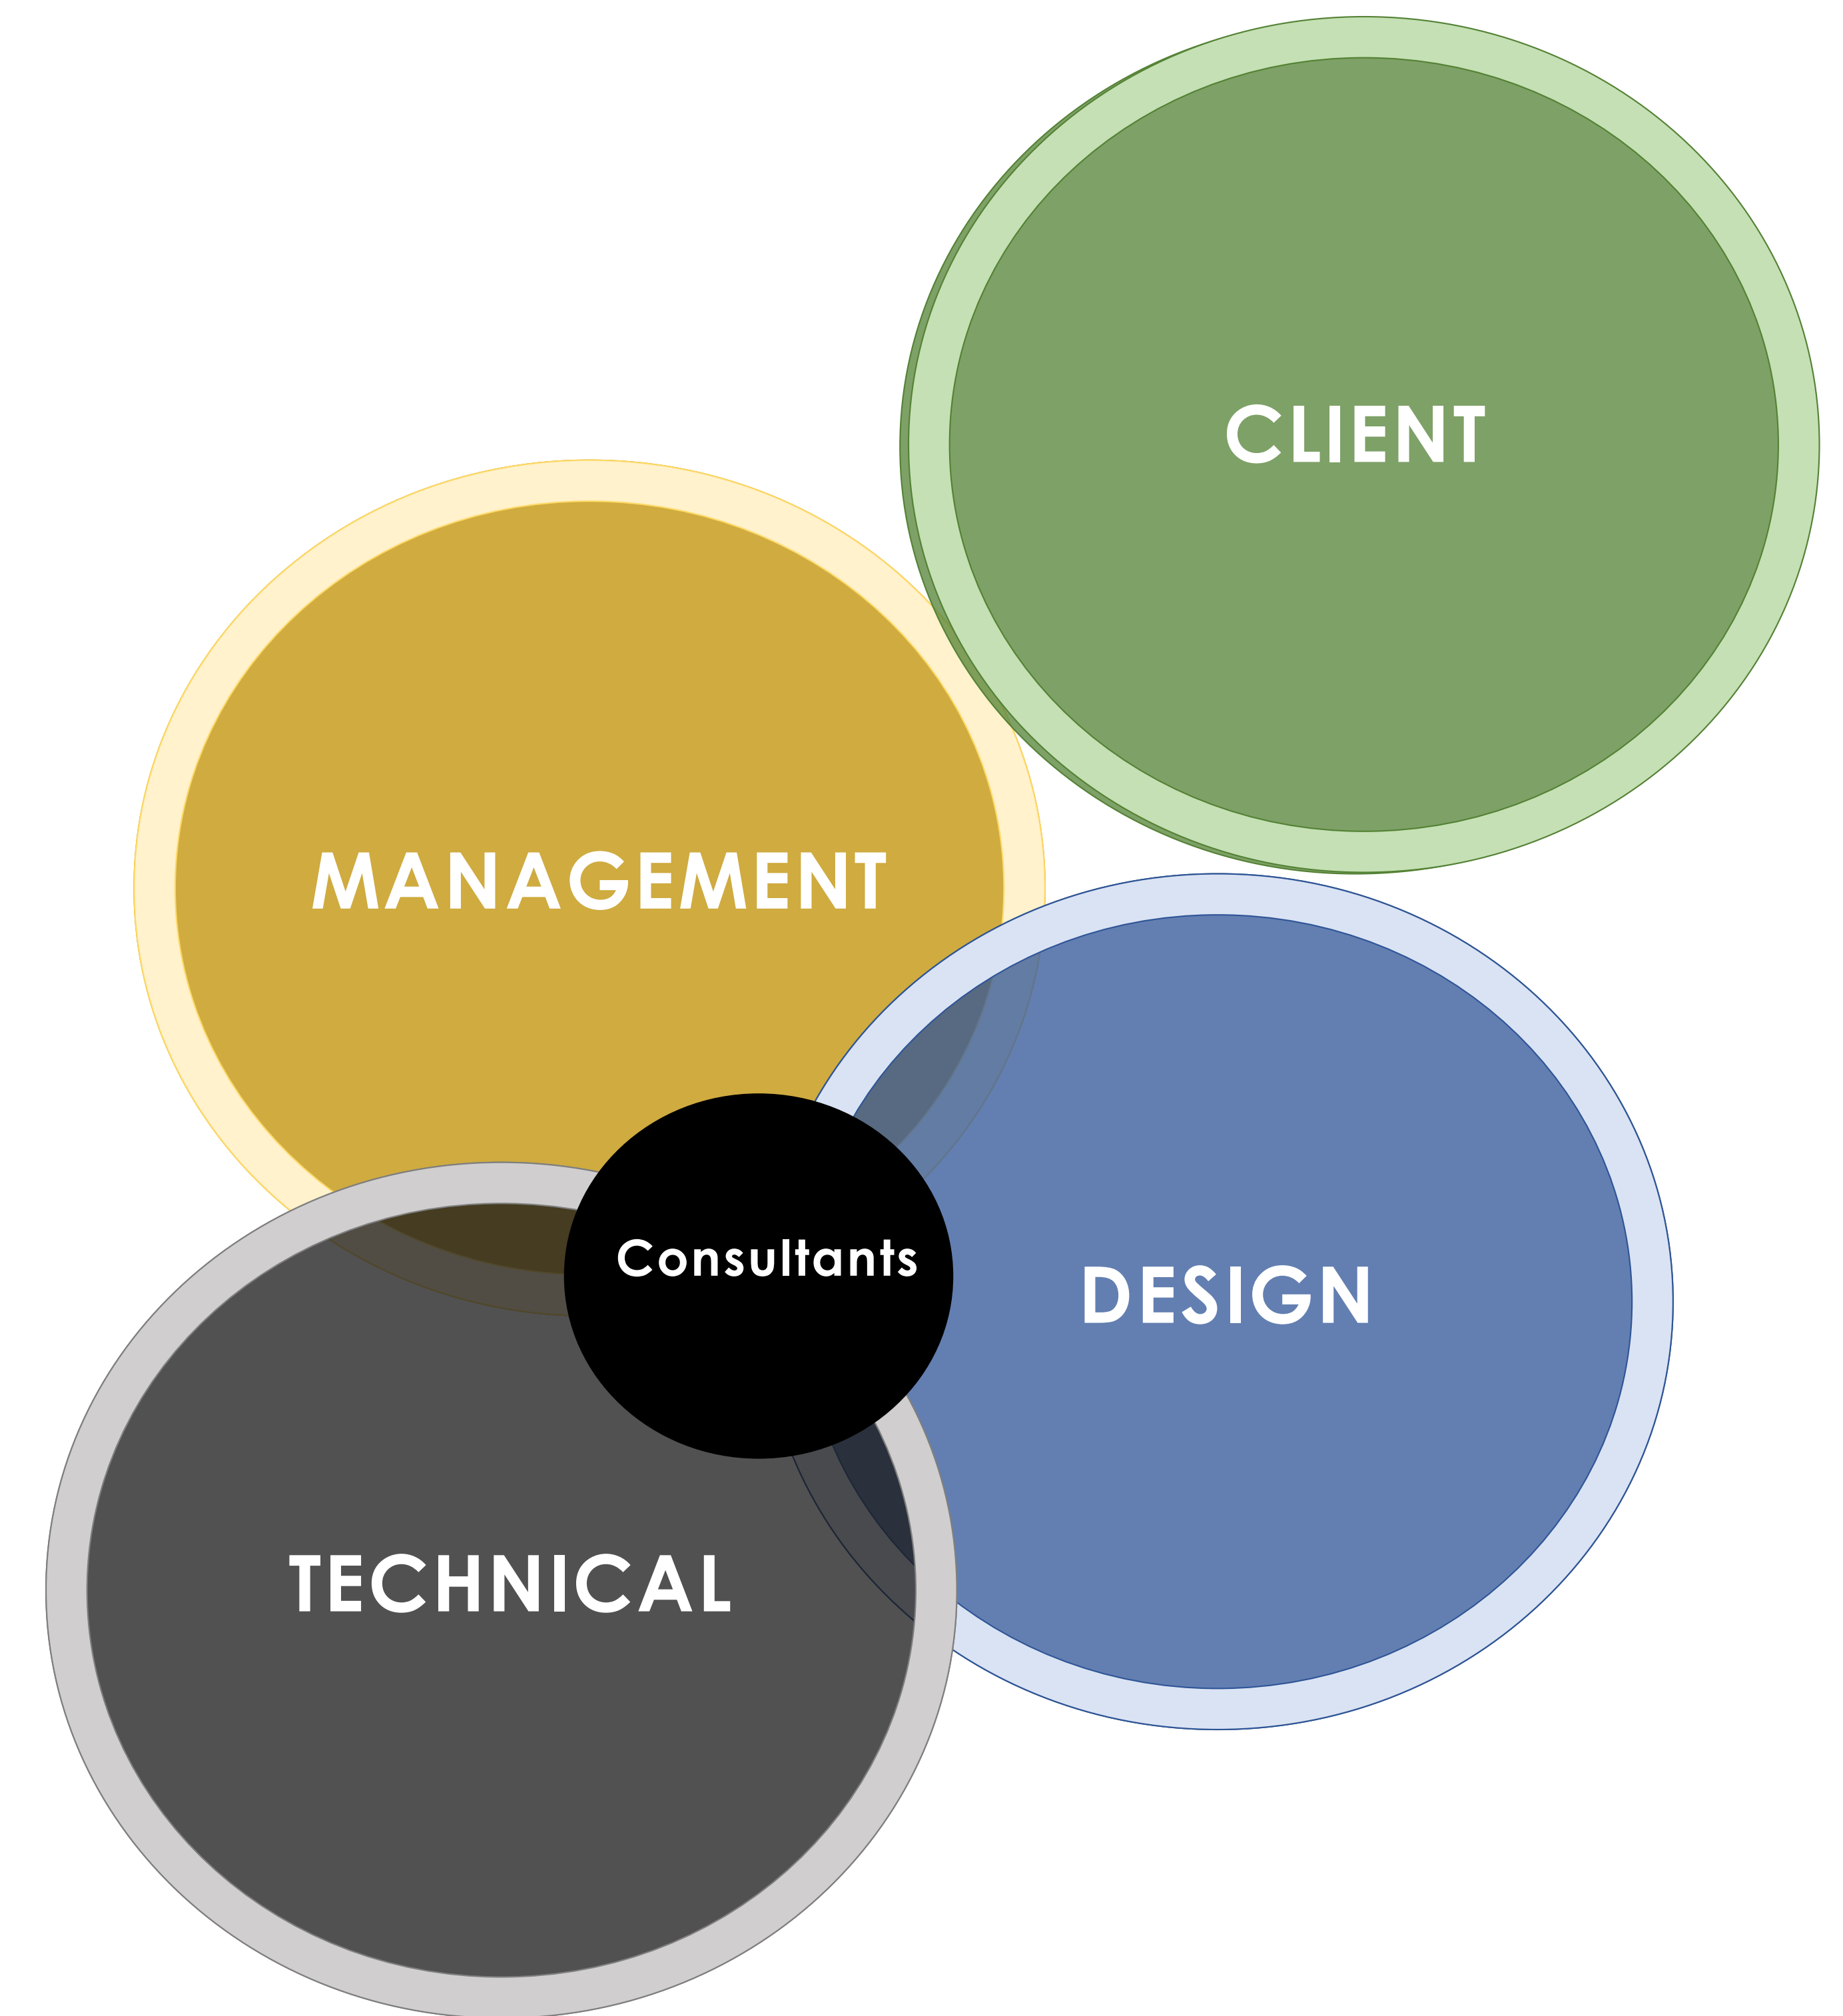 CLIENT
MANAGEMENT
Consultants
DESIGN
TECHNICAL